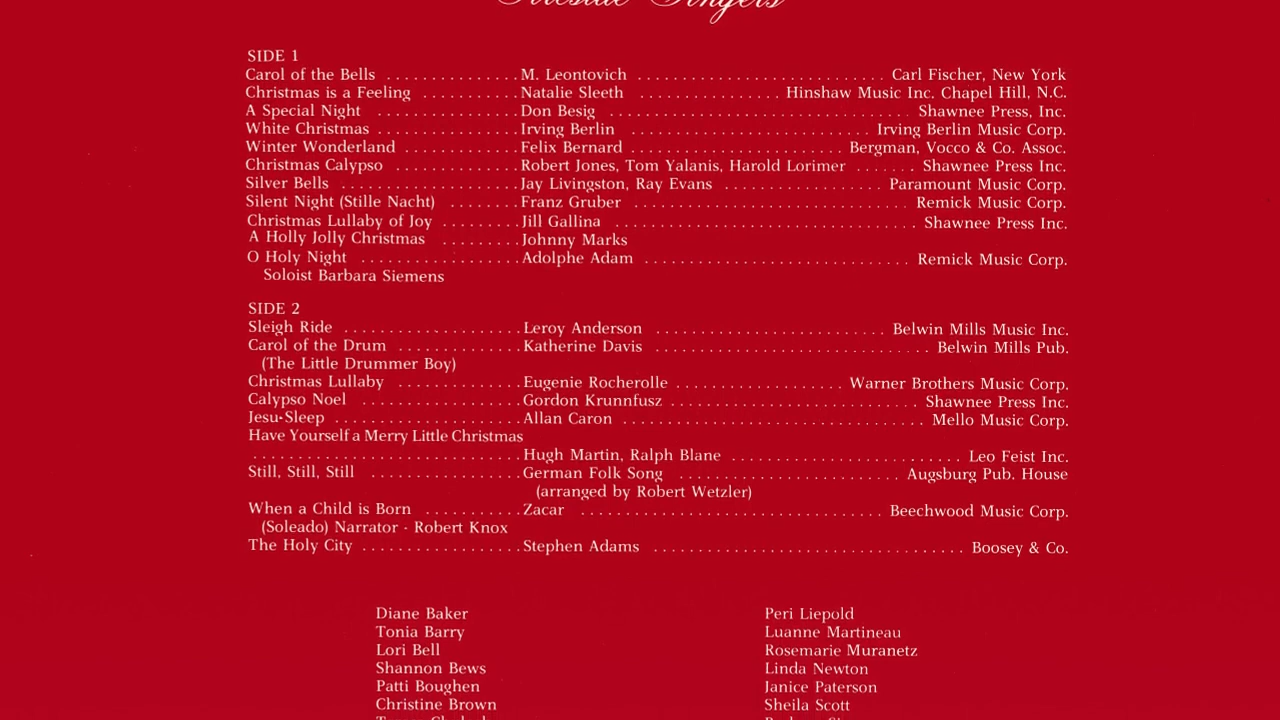 Fireside Singers
SIDE 1
Carol of the Bells ............... M. Leontovich ............................ Carl Fischer, New York
Christmas is a Feeling ........... Natalie Sleeth ................ Hinshaw Music Inc. Chapel Hill, N.C.
A Special Night ................ Don Besig .................................... Shawnee Press, Inc.
White Christmas ................. Irving Berlin ........................... Irving Berlin Music Corp.
Winter Wonderland ............. Felix Bernard ........................ Bergman, Vocco & Co. Assoc.
Christmas Calypso .............. Robert Jones, Tom Yalanis, Harold Lorimer ....... Shawnee Press Inc.
Silver Bells .................... Jay Livingston, Ray Evans .................. Paramount Music Corp.
Silent Night (Stille Nacht) ........ Franz Gruber ............................... Remick Music Corp.
Christmas Lullaby of Joy ......... Jill Gallina .................................. Shawnee Press Inc.
A Holly Jolly Christmas ......... Johnny Marks
O Holy Night .................. Adolphe Adam .............................. Remick Music Corp.
Soloist Barbara Siemens
SIDE 2
Sleigh Ride .................... Leroy Anderson .......................... Belwin Mills Music Inc.
Carol of the Drum .............. Katherine Davis ............................... Belwin Mills Pub.
(The Little Drummer Boy)
Christmas Lullaby .............. Eugenie Rocherolle ................... Warner Brothers Music Corp.
Calypso Noel .................. Gordon Krunnfusz ............................ Shawnee Press Inc.
Jesu-Sleep ..................... Allan Caron .................................. Mello Music Corp.
Have Yourself a Merry Little Christmas
.............................. Hugh Martin, Ralph Blane .......................... Leo Feist Inc.
Still, Still, Still ................. German Folk Song ......................... Augsburg Pub. House
(arranged by Robert Wetzler)
When a Child is Born ........... Zacar .................................. Beechwood Music Corp.
(Soleado) Narrator - Robert Knox
The Holy City .................. Stephen Adams ................................... Boosey & Co.
Diane Baker
Tonia Barry
Lori Bell
Shannon Bews
Patti Boughen
Christine Brown
Peri Liepold
Luanne Martineau
Rosemarie Muranetz
Linda Newton
Janice Paterson
Sheila Scott